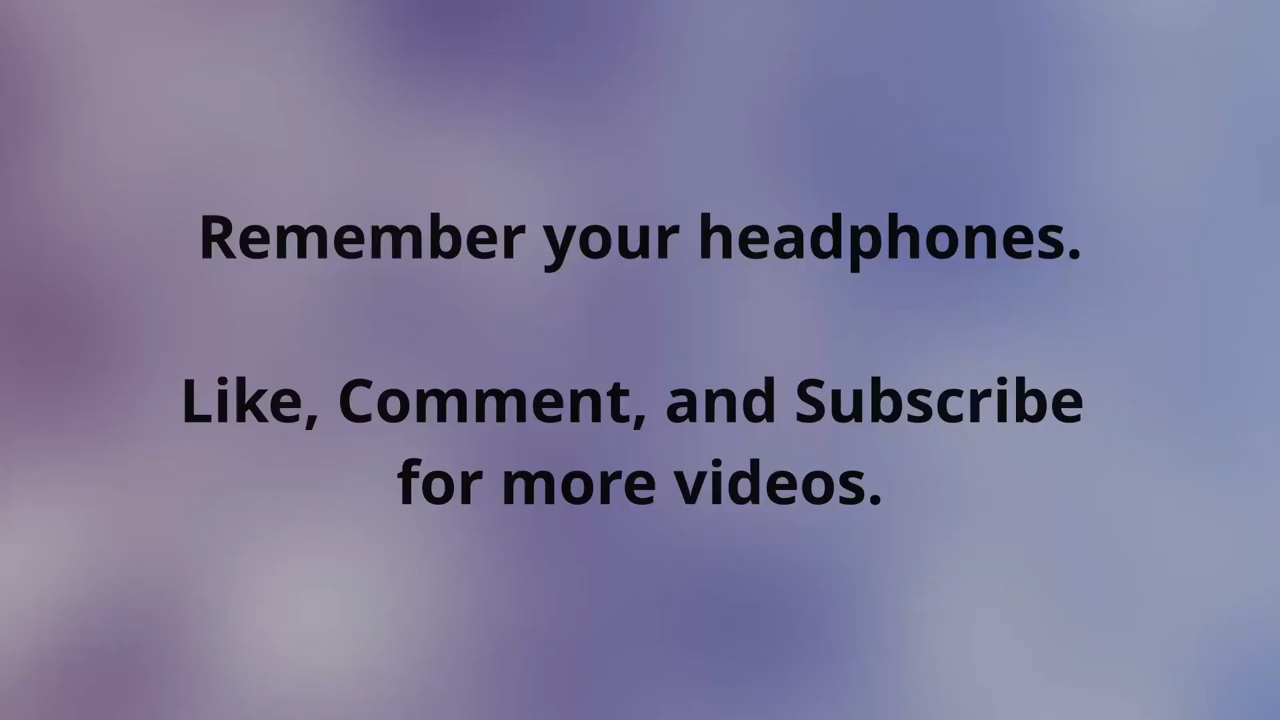 Remember your headphones.
Like, Comment, and Subscribe
for more videos.